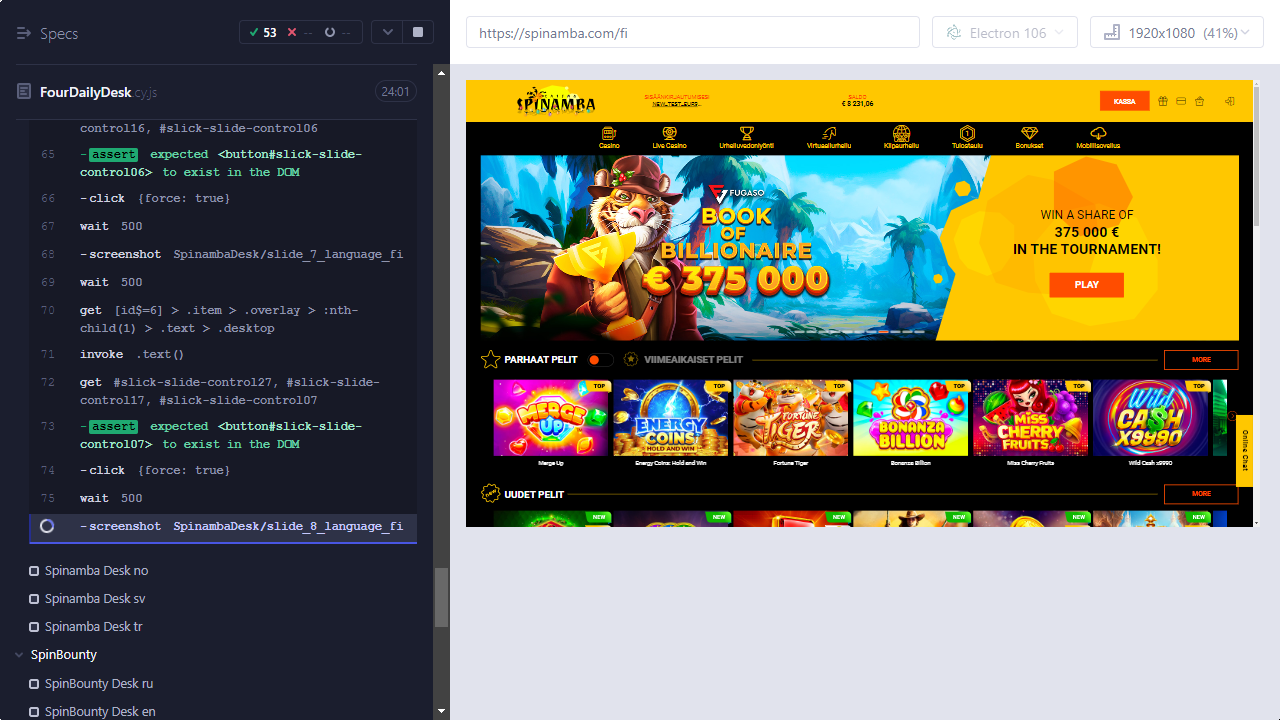 Specs
53
--
--
FourDailyDesk.cy.js
24:01
control16, #slick-slide-control06
65 -assert expected <button#slick-slide-control06> to exist in the DOM
66 -click {force: true}
67 wait 500
68 -screenshot SpinambaDesk/slide_7_language_fi
69 wait 500
70 get [id$=6] > .item > .overlay > :nth-child(1) > .text > .desktop
71 invoke .text()
72 get #slick-slide-control27, #slick-slide-control17, #slick-slide-control07
73 -assert expected <button#slick-slide-control07> to exist in the DOM
74 -click {force: true}
75 wait 500
-screenshot SpinambaDesk/slide_8_language_fi
Spinamba Desk no
Spinamba Desk sv
Spinamba Desk tr
SpinBounty
SpinBounty Desk ru
SpinBounty Desk en
https://spinamba.com/fi
Electron 106
1920x1080 (41%)
CASINO
SPINAMBA
SALDO
€ 8 231,06
KASSA
Casino
Live Casino
Urheiluvedonlyönti
Virtuaaliurheilu
Kilpaurheilu
Tulostaulu
Bonukset
Mobiilisovellus
FUGASO
BOOK
OF
BILLIONAIRE
€ 375 000
WIN A SHARE OF
375 000 €
IN THE TOURNAMENT!
PLAY
PARHAAT PELIT
VIIMEAIKAISET PELIT
MORE
TOP
TOP
TOP
TOP
TOP
TOP
MERGE UP
ENERGY COINS
HOLD AND WIN
FORTUNE TIGER
BONANZA BILLION
MISS CHERRY FRUITS
Wild CA$H X9990
Merge Up
Energy Coins: Hold and Win
Fortune Tiger
Bonanza Billion
Miss Cherry Fruits
Wild Cash x9990
Online Chat
NEW
UUDET PELIT
MORE
NEW
NEW
NEW
NEW
NEW
NEW